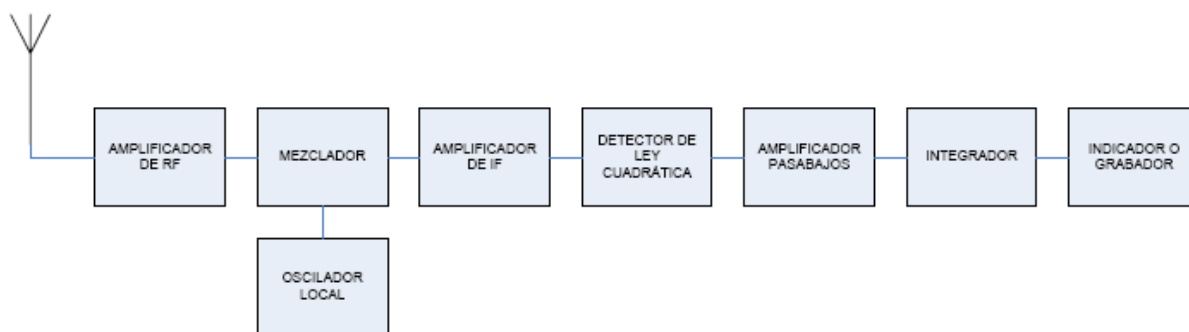 AMPLIFICADOR
DE RF
MEZCLADOR
AMPLIFICADOR
DE IF
DETECTOR DE
LEY
CUADRÁTICA
AMPLIFICADOR
PASABAJOS
INTEGRADOR
INDICADOR O
GRABADOR
OSCILADOR
LOCAL